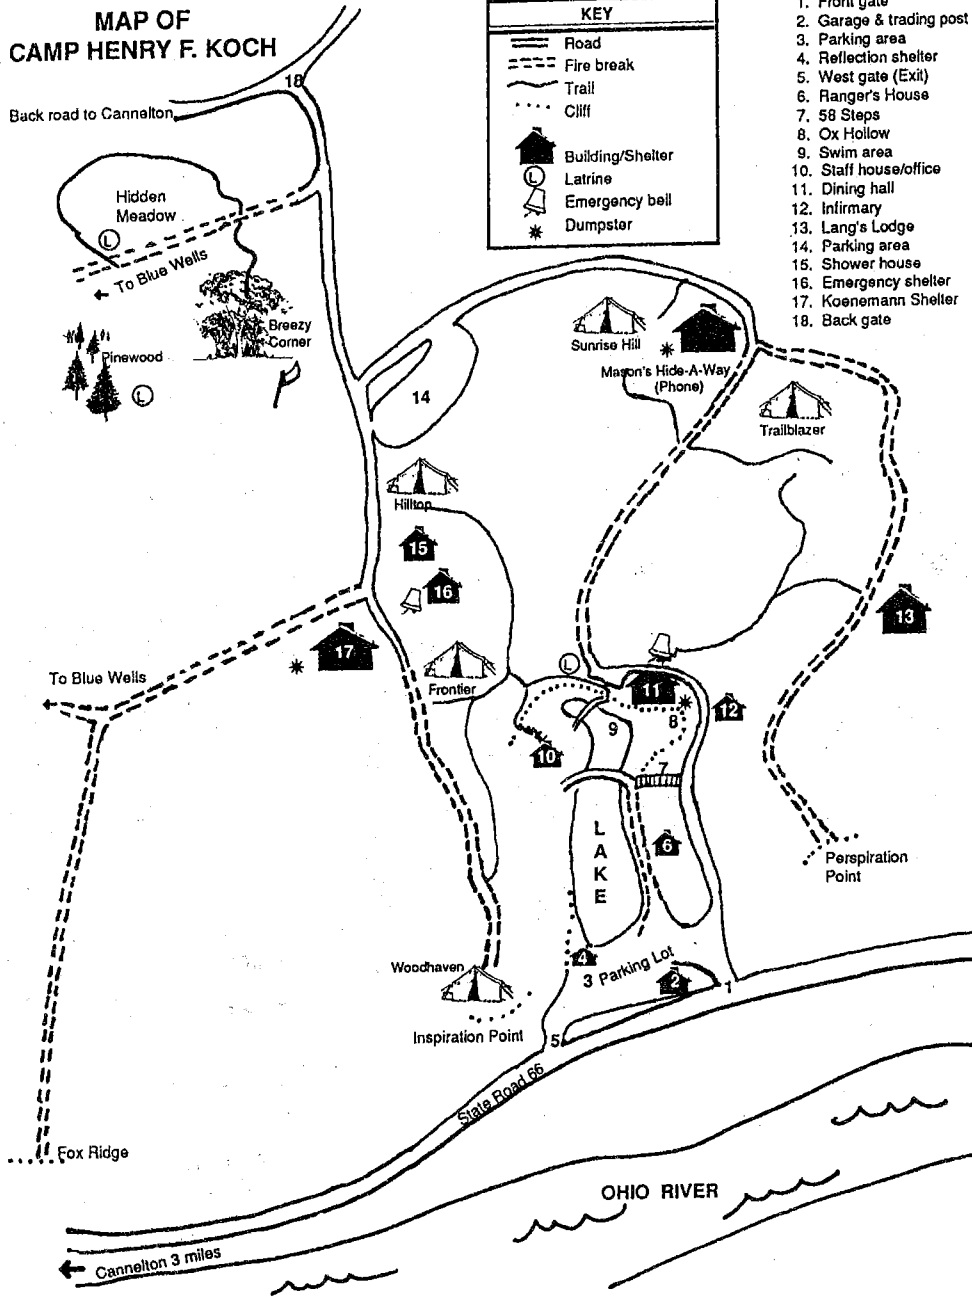 MAP OF
CAMP HENRY F. KOCH
KEY
Road
Fire break
Trail
Cliff
Building/Shelter
L
Latrine
Emergency bell
Dumpster
1. Front gate
2. Garage & trading post
3. Parking area
4. Reflection shelter
5. West gate (Exit)
6. Ranger's House
7. 58 Steps
8. Ox Hollow
9. Swim area
10. Staff house/office
11. Dining hall
12. Infirmary
13. Lang's Lodge
14. Parking area
15. Shower house
16. Emergency shelter
17. Koenemann Shelter
18. Back gate
18
Back road to Cannelton
Hidden
Meadow
L
To Blue Wells
Breezy
Corner
Pinewood
L
14
Sunrise Hill
Mason's Hide-A-Way
(Phone)
Trailblazer
Hilltop
15
16
17
13
To Blue Wells
Frontier
L
11
12
8
9
10
7
LAKE
6
Perspiration
Point
Woodhaven
4
3 Parking Lot
2
1
Inspiration Point
5
State Road 66
Fox Ridge
OHIO RIVER
Cannelton 3 miles